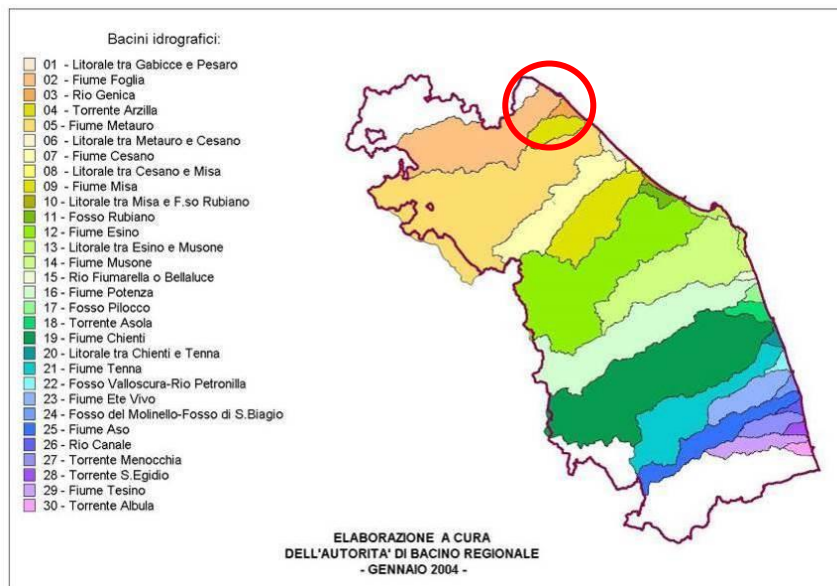 Bacini idrografici:
01 - Litorale tra Gabicce e Pesaro
02 - Fiume Foglia
03 - Rio Genica
04 - Torrente Arzilla
05 - Fiume Metauro
06 - Litorale tra Metauro e Cesano
07 - Fiume Cesano
08 - Litorale tra Cesano e Misa
09 - Fiume Misa
10 - Litorale tra Misa e F.so Rubiano
11 - Fosso Rubiano
12 - Fiume Esino
13 - Litorale tra Esino e Musone
14 - Fiume Musone
15 - Rio Fiumarella o Bellaluce
16 - Fiume Potenza
17 - Fosso Pilocco
18 - Torrente Asola
19 - Fiume Chienti
20 - Litorale tra Chienti e Tenna
21 - Fiume Tenna
22 - Fosso Valloscura-Rio Petronilla
23 - Fiume Ete Vivo
24 - Fosso del Molinello-Fosso di S.Biagio
25 - Fiume Aso
26 - Rio Canale
27 - Torrente Menocchia
28 - Torrente S.Egidio
29 - Fiume Tesino
30 - Torrente Albula
ELABORAZIONE A CURA
DELL'AUTORITA' DI BACINO REGIONALE
- GENNAIO 2004 -